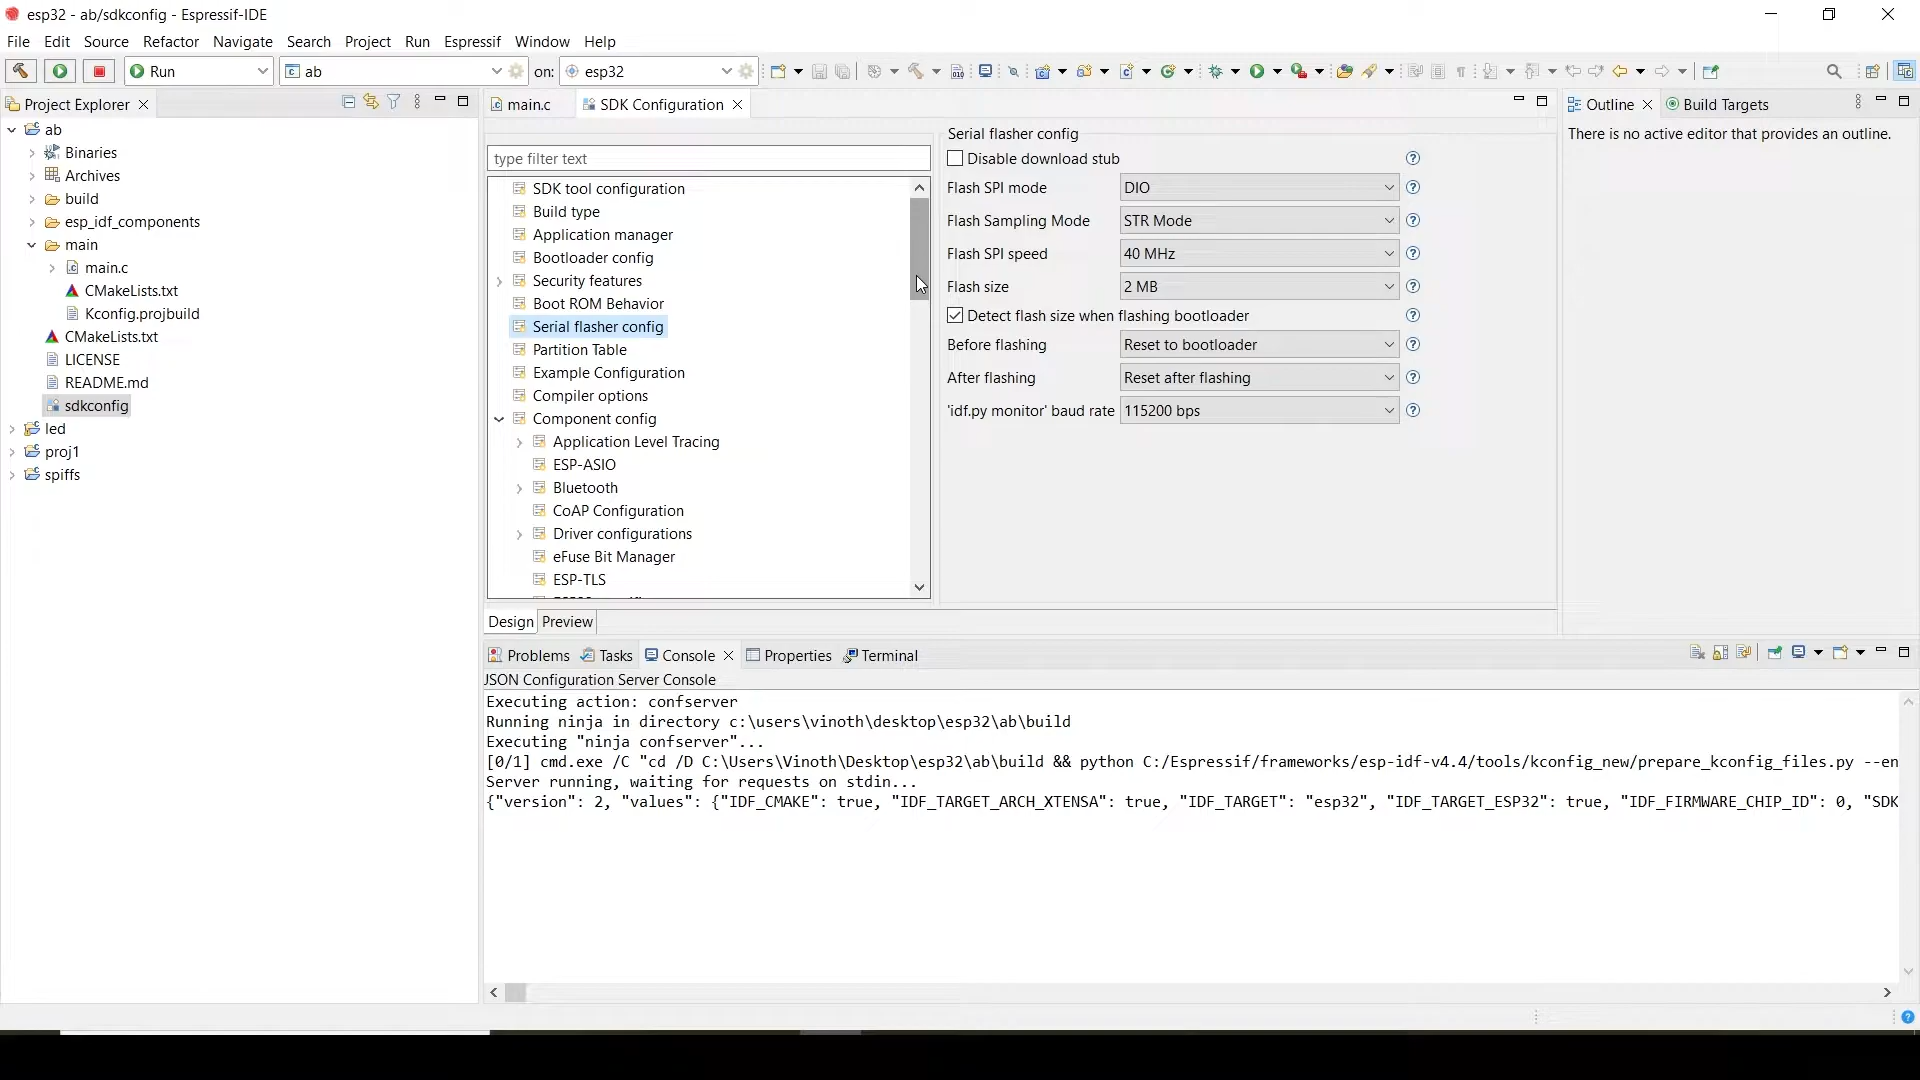 esp32 - ab/sdkconfig - Espressif-IDE
File Edit Source Refactor Navigate Search Project Run Espressif Window Help
Run ab on: esp32
Project Explorer
ab
Binaries
Archives
build
esp_idf_components
main
main.c
CMakeLists.txt
Kconfig.projbuild
CMakeLists.txt
LICENSE
README.md
sdkconfig
led
proj1
spiffs
main.c SDK Configuration
type filter text
SDK tool configuration
Build type
Application manager
Bootloader config
Security features
Boot ROM Behavior
Serial flasher config
Partition Table
Example Configuration
Compiler options
Component config
Application Level Tracing
ESP-ASIO
Bluetooth
CoAP Configuration
Driver configurations
eFuse Bit Manager
ESP-TLS
Serial flasher config
Disable download stub
Flash SPI mode DIO
Flash Sampling Mode STR Mode
Flash SPI speed 40 MHz
Flash size 2 MB
Detect flash size when flashing bootloader
Before flashing Reset to bootloader
After flashing Reset after flashing
'idf.py monitor' baud rate 115200 bps
Design Preview
Outline Build Targets
There is no active editor that provides an outline.
Problems Tasks Console Properties Terminal
JSON Configuration Server Console
Executing action: confserver
Running ninja in directory c:\users\vinoth\desktop\esp32\ab\build
Executing "ninja confserver"...
[0/1] cmd.exe /C "cd /D C:\Users\Vinoth\Desktop\esp32\ab\build && python C:/Espressif/frameworks/esp-idf-v4.4/tools/kconfig_new/prepare_kconfig_files.py --en
Server running, waiting for requests on stdin...
{"version": 2, "values": {"IDF_CMAKE": true, "IDF_TARGET_ARCH_XTENSA": true, "IDF_TARGET": "esp32", "IDF_TARGET_ESP32": true, "IDF_FIRMWARE_CHIP_ID": 0, "SDK